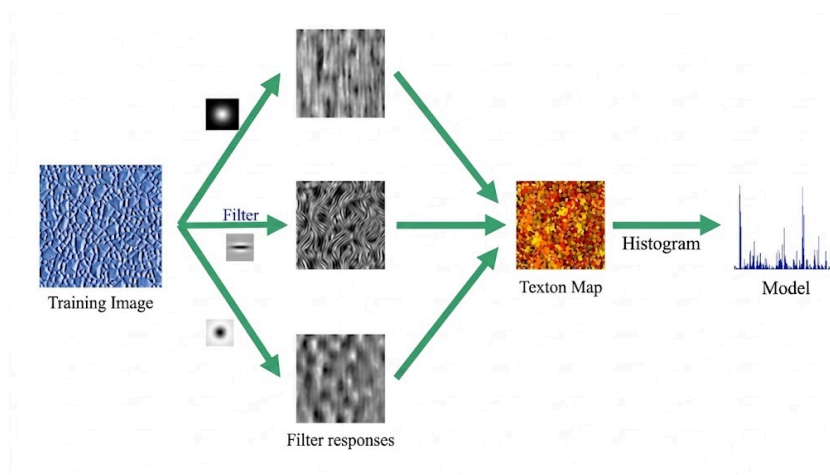 Filter
Training Image
Histogram
Texton Map
Model
Filter responses